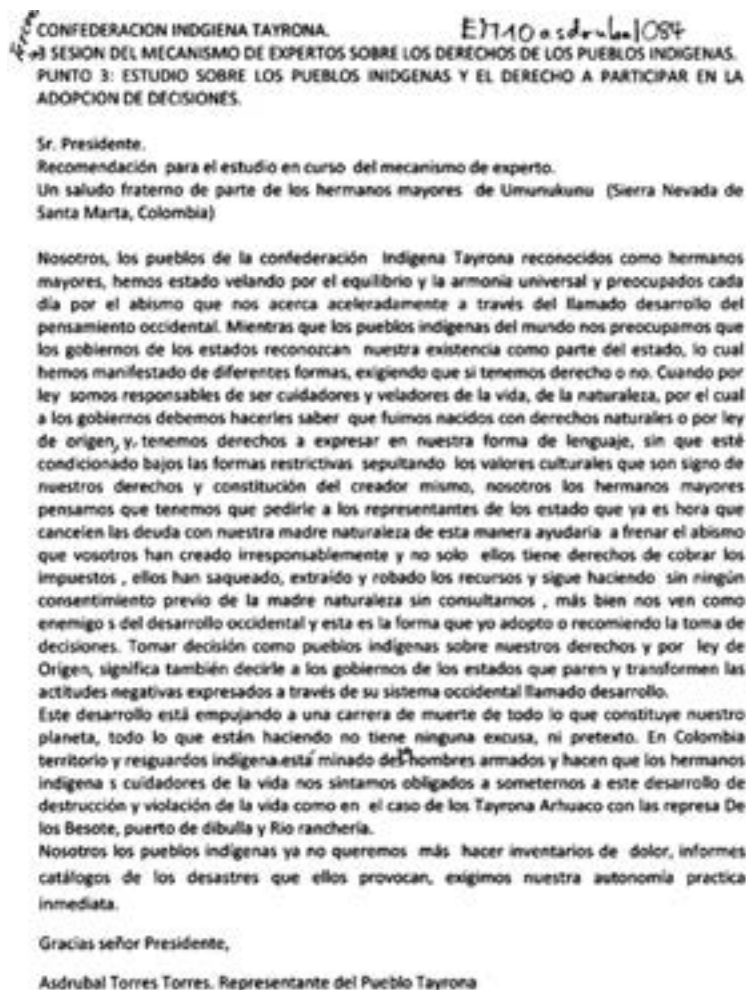 Tercera
EM10asdrubal084
CONFEDERACION INDGIENA TAYRONA.
3 SESION DEL MECANISMO DE EXPERTOS SOBRE LOS DERECHOS DE LOS PUEBLOS INDIGENAS.
PUNTO 3: ESTUDIO SOBRE LOS PUEBLOS INIDGENAS Y EL DERECHO A PARTICIPAR EN LA
ADOPCION DE DECISIONES.
Sr. Presidente.
Recomendación para el estudio en curso del mecanismo de experto.
Un saludo fraterno de parte de los hermanos mayores de Umunukunu (Sierra Nevada de
Santa Marta, Colombia)
Nosotros, los pueblos de la confederación Indígena Tayrona reconocidos como hermanos
mayores, hemos estado velando por el equilibrio y la armonía universal y preocupados cada
día por el abismo que nos acerca aceleradamente a través del llamado desarrollo del
pensamiento occidental. Mientras que los pueblos indígenas del mundo nos preocupamos que
los gobiernos de los estados reconozcan nuestra existencia como parte del estado, lo cual
hemos manifestado de diferentes formas, exigiendo que si tenemos derecho o no. Cuando por
ley somos responsables de ser cuidadores y veladores de la vida, de la naturaleza, por el cual
a los gobiernos debemos hacerles saber que fuimos nacidos con derechos naturales o por ley
de origen, y. tenemos derechos a expresar en nuestra forma de lenguaje, sin que esté
condicionado bajos las formas restrictivas sepultando los valores culturales que son signo de
nuestros derechos y constitución del creador mismo, nosotros los hermanos mayores
pensamos que tenemos que pedirle a los representantes de los estado que ya es hora que
cancelen las deuda con nuestra madre naturaleza de esta manera ayudaria a frenar el abismo
que vosotros han creado irresponsablemente y no solo ellos tiene derechos de cobrar los
impuestos , ellos han saqueado, extraído y robado los recursos y sigue haciendo sin ningún
consentimiento previo de la madre naturaleza sin consultarnos , más bien nos ven como
enemigo s del desarrollo occidental y esta es la forma que yo adopto o recomiendo la toma de
decisiones. Tomar decisión como pueblos indígenas sobre nuestros derechos y por ley de
Origen, significa también decirle a los gobiernos de los estados que paren y transformen las
actitudes negativas expresados a través de su sistema occidental llamado desarrollo.
Este desarrollo está empujando a una carrera de muerte de todo lo que constituye nuestro
planeta, todo lo que están haciendo no tiene ninguna excusa, ni pretexto. En Colombia
territorio y resguardos indígena.está minado de hombres armados y hacen que los hermanos
indígena s cuidadores de la vida nos sintamos obligados a someternos a este desarrollo de
destrucción y violación de la vida como en el caso de los Tayrona Arhuaco con las represa De
los Besote, puerto de dibulla y Rio ranchería.
Nosotros los pueblos indígenas ya no queremos más hacer inventarios de dolor, informes
catálogos de los desastres que ellos provocan, exigimos nuestra autonomía practica
inmediata.
Gracias señor Presidente,
Asdrubal Torres Torres. Representante del Pueblo Tayrona